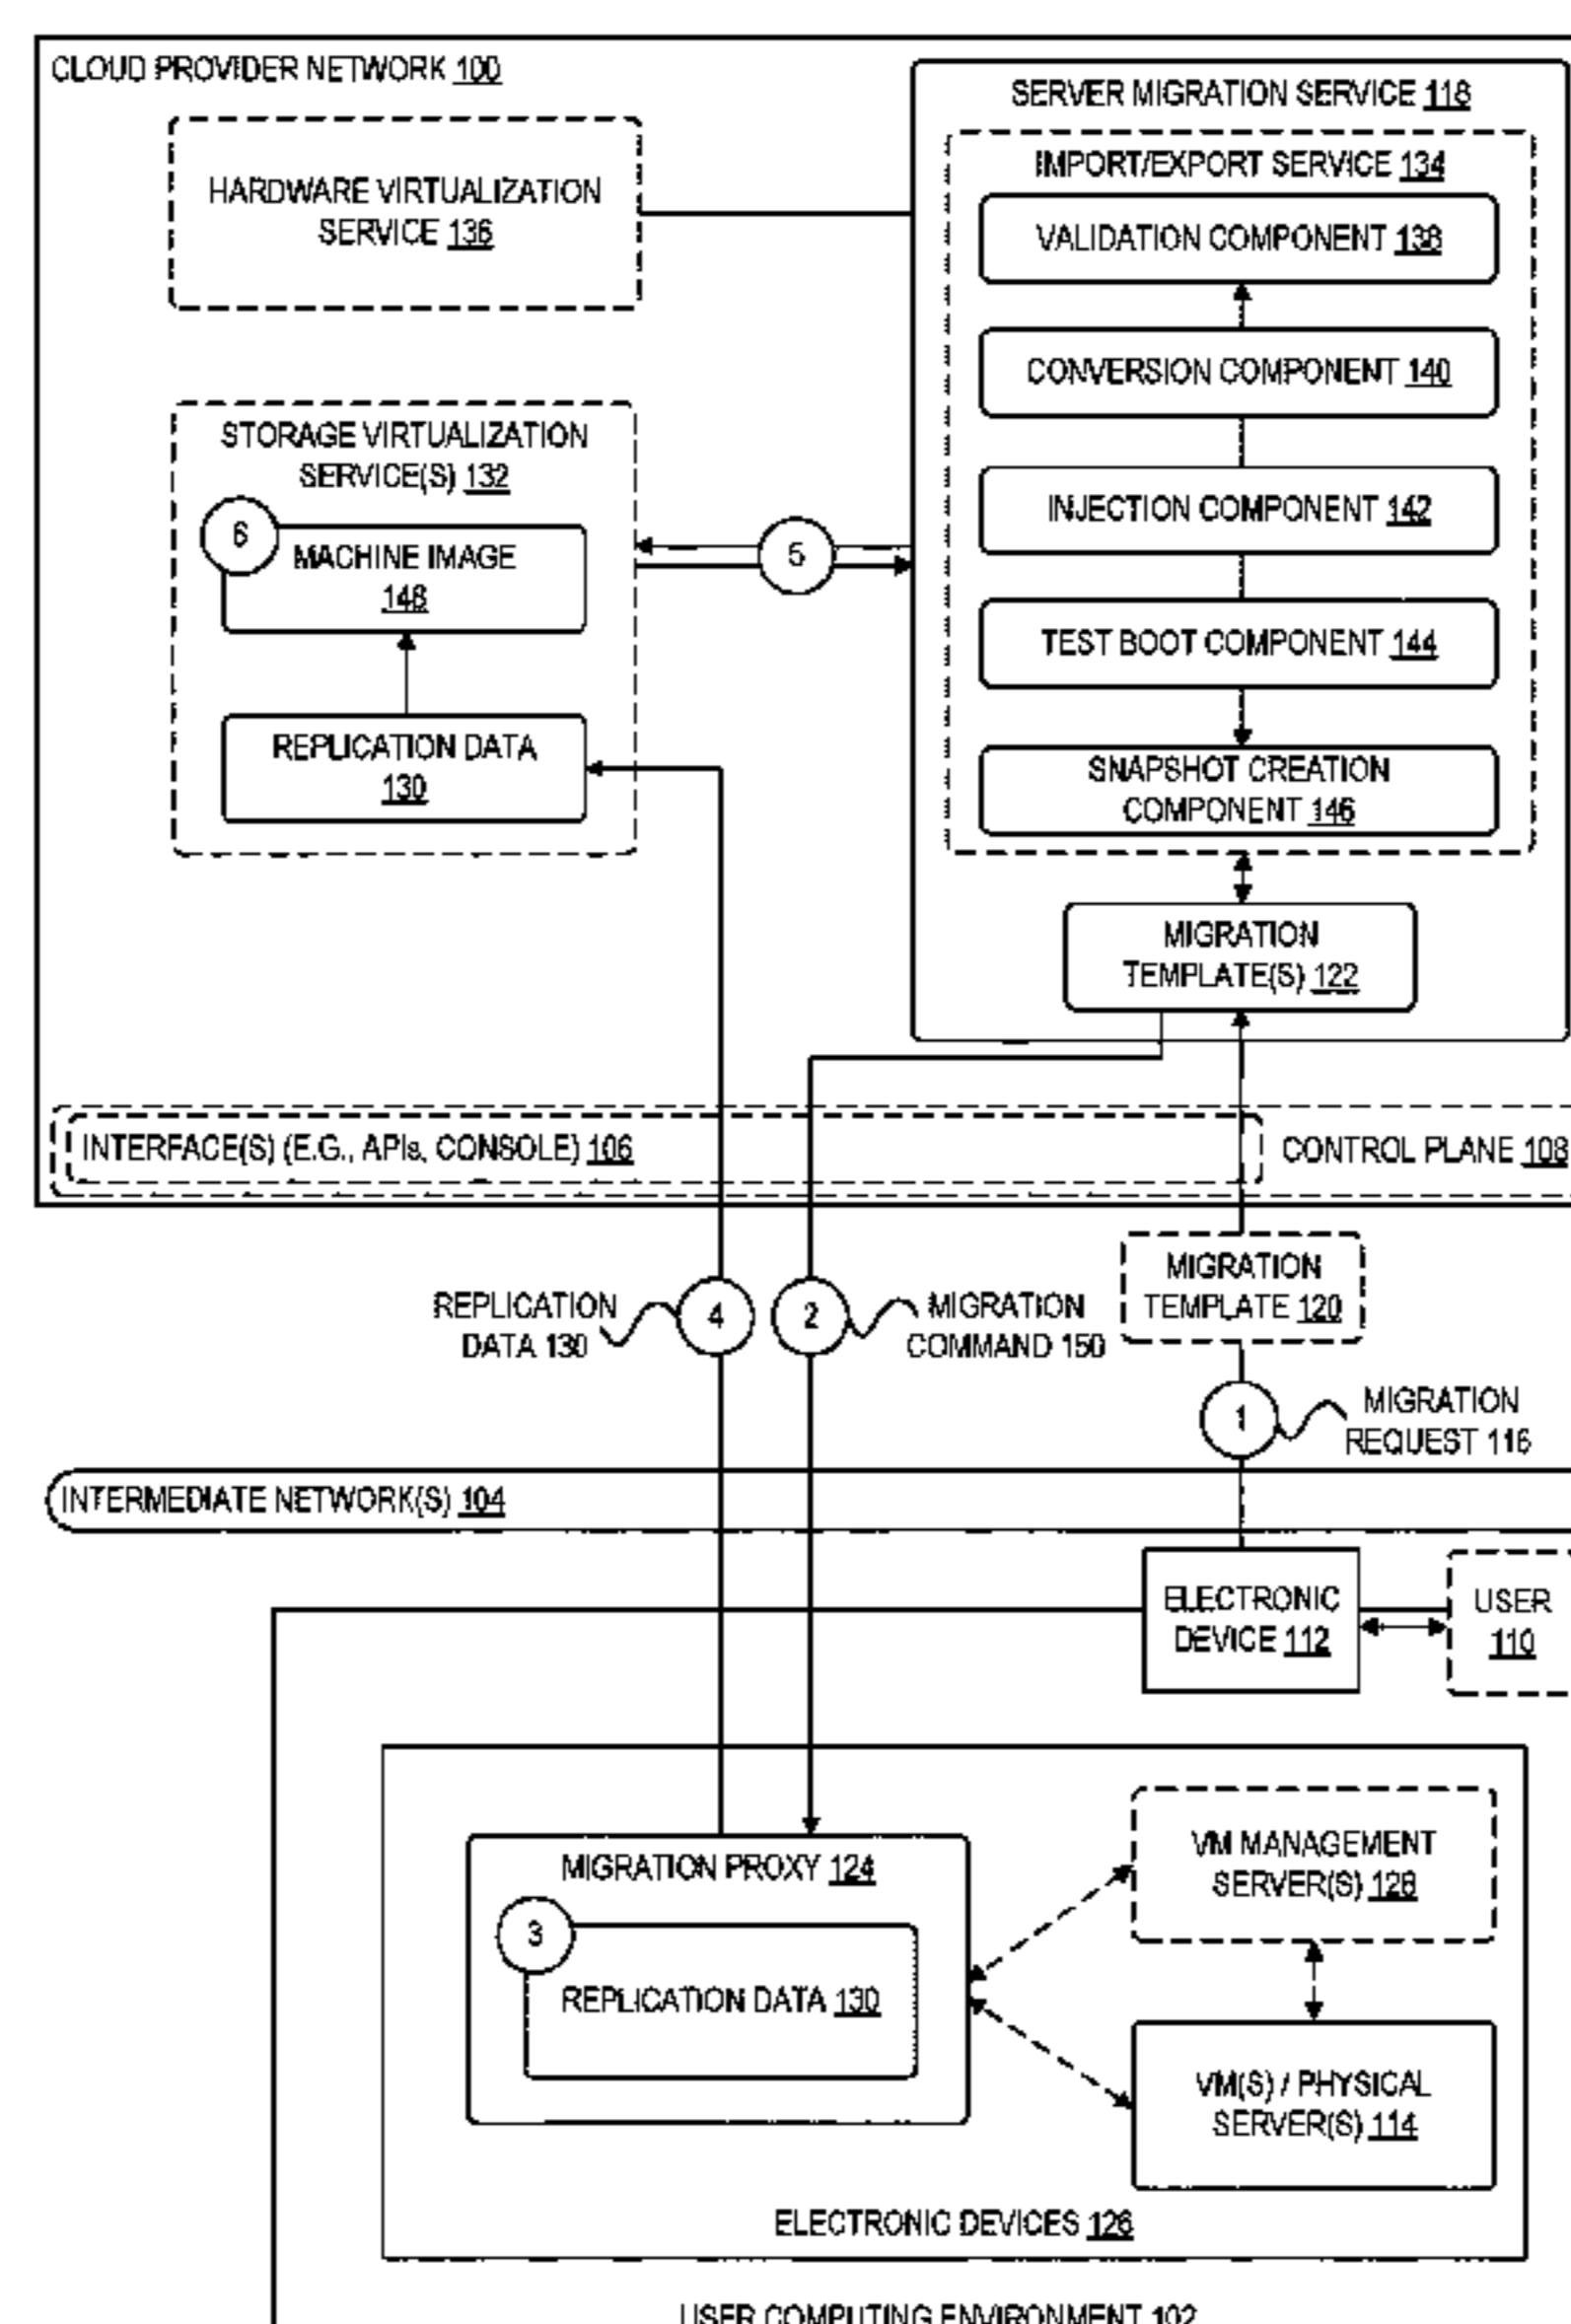 CLOUD PROVIDER NETWORK 100
SERVER MIGRATION SERVICE 118
IMPORT/EXPORT SERVICE 134
HARDWARE VIRTUALIZATION
SERVICE 136
VALIDATION COMPONENT 138
CONVERSION COMPONENT 140
STORAGE VIRTUALIZATION
SERVICE(S) 132
INJECTION COMPONENT 142
6
MACHINE IMAGE
148
5
TEST BOOT COMPONENT 144
REPLICATION DATA
130
SNAPSHOT CREATION
COMPONENT 146
MIGRATION
TEMPLATE(S) 122
INTERFACE(S) (E.G., APIs, CONSOLE) 106
CONTROL PLANE 108
REPLICATION
DATA 130
4
2
MIGRATION
COMMAND 150
MIGRATION
TEMPLATE 120
1
MIGRATION
REQUEST 116
INTERMEDIATE NETWORK(S) 104
ELECTRONIC
DEVICE 112
USER
110
MIGRATION PROXY 124
3
REPLICATION DATA 130
VM MANAGEMENT
SERVER(S) 128
VM(S) / PHYSICAL
SERVER(S) 114
ELECTRONIC DEVICES 126
USER COMPUTING ENVIRONMENT 102